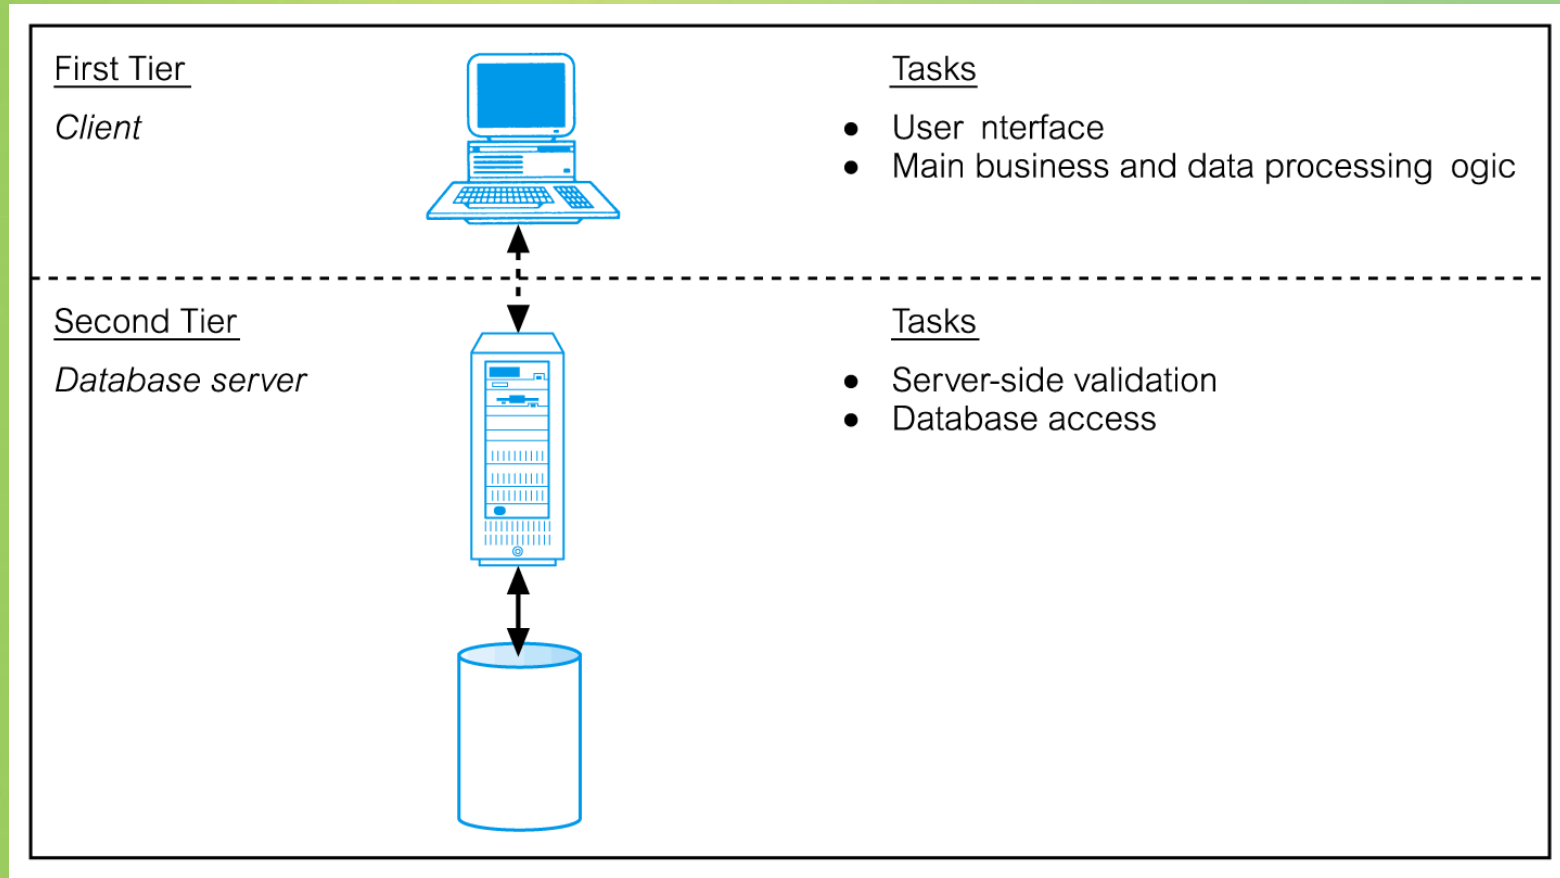 First Tier
Client
Tasks
● User nterface
● Main business and data processing ogic
Second Tier
Database server
Tasks
● Server-side validation
● Database access